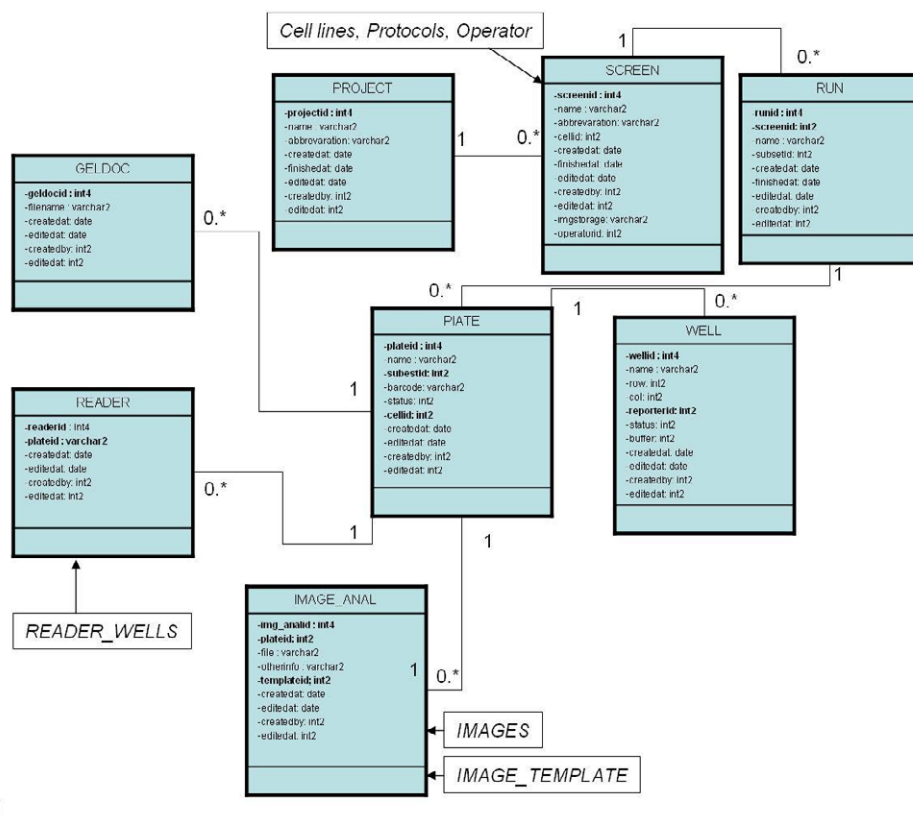 Cell lines, Protocols, Operator
1
0.*
PROJECT
-projectid : int4
-name : varchar2
-abbrevaration: varchar2
-createdat: date
-finishedat: date
-editedat: date
-createdby: int2
-editedat: int2
1
0.*
SCREEN
-screenid : int4
-name : varchar2
-abbrevaration: varchar2
-cellid: int2
-createdat: date
-finishedat: date
-editedat: date
-createdby: int2
-editedat: int2
-imgstorage: varchar2
-operatorid: int2
RUN
-runid : int4
-screenid: int2
-name : varchar2
-subsetid: int2
-createdat: date
-finishedat: date
-editedat: date
-createdby: int2
-editedat: int2
1
GELDOC
-geldocid : int4
-filename : varchar2
-createdat: date
-editedat: date
-createdby: int2
-editedat: int2
0.*
1
0.*
PlATE
-plateid : int4
-name : varchar2
-subestid: int2
-barcode: varchar2
-status: int2
-cellid: int2
-createdat: date
-editedat: date
-createdby: int2
-editedat: int2
1
0.*
WELL
-wellid : int4
-name : varchar2
-row: int2
-col: int2
-reporterid: int2
-status: int2
-buffer: int2
-createdat: date
-editedat: date
-createdby: int2
-editedat: int2
READER
-readerid : int4
-plateid : varchar2
-createdat: date
-editedat: date
-createdby: int2
-editedat: int2
0.*
1
1
READER_WELLS
IMAGE_ANAL
-img_analid : int4
-plateid: int2
-file : varchar2
-otherinfo : varchar2
-templateid: int2
-createdat: date
-editedat: date
-createdby: int2
-editedat: int2
1
0.*
IMAGES
IMAGE_TEMPLATE